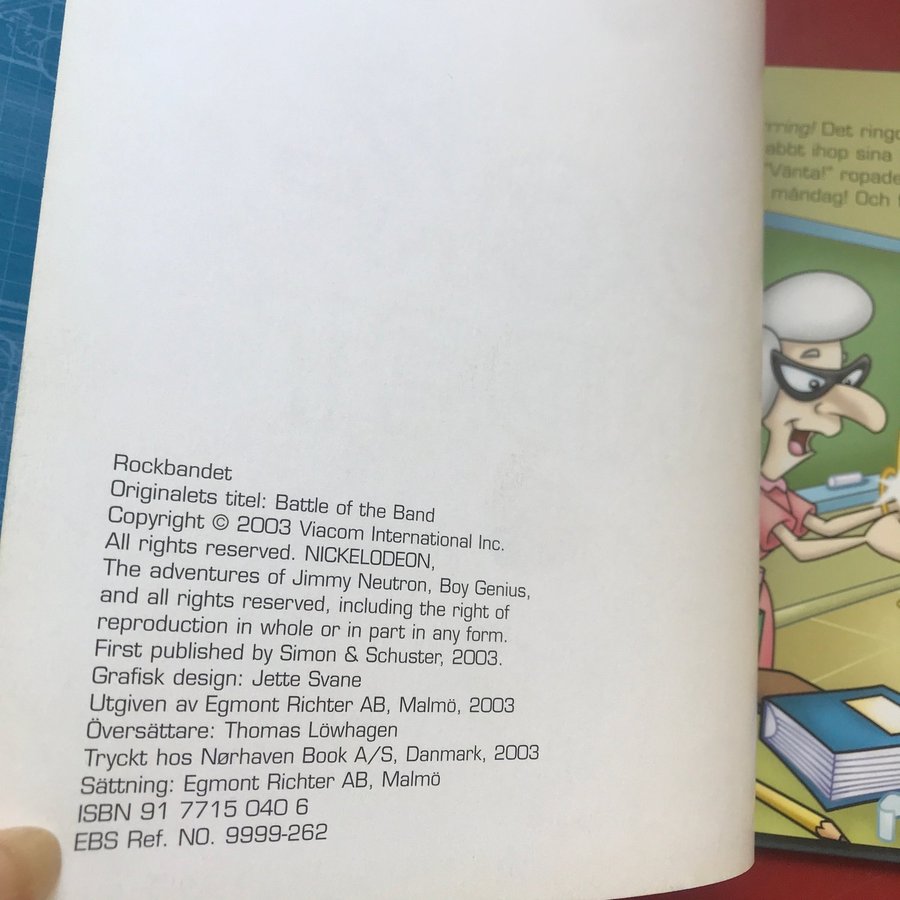 Rockbandet
Originalets titel: Battle of the Band
Copyright © 2003 Viacom International Inc.
All rights reserved. NICKELODEON,
The adventures of Jimmy Neutron, Boy Genius,
and all rights reserved, including the right of
reproduction in whole or in part in any form.
First published by Simon & Schuster, 2003.
Grafisk design: Jette Svane
Utgiven av Egmont Richter AB, Malmö, 2003
Översättare: Thomas Löwhagen
Tryckt hos Nørhaven Book A/S, Danmark, 2003
Sättning: Egmont Richter AB, Malmö
ISBN 91 7715 040 6
EBS Ref. NO. 9999-262
Det
ihop sina
"Vänta!" ropade
måndag! Och